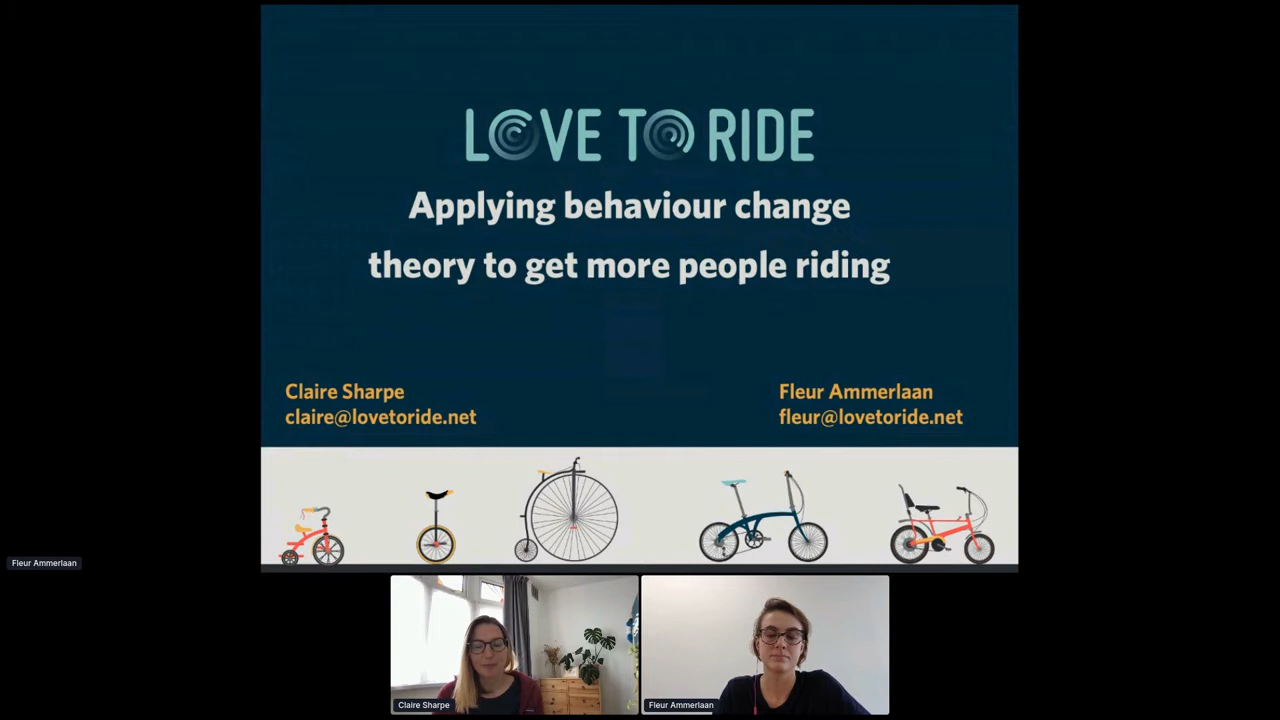 LOVE TO RIDE
Applying behaviour change
theory to get more people riding
Claire Sharpe
claire@lovetoride.net
Fleur Ammerlaan
fleur@lovetoride.net
Fleur Ammerlaan
Claire Sharpe
Fleur Ammerlaan